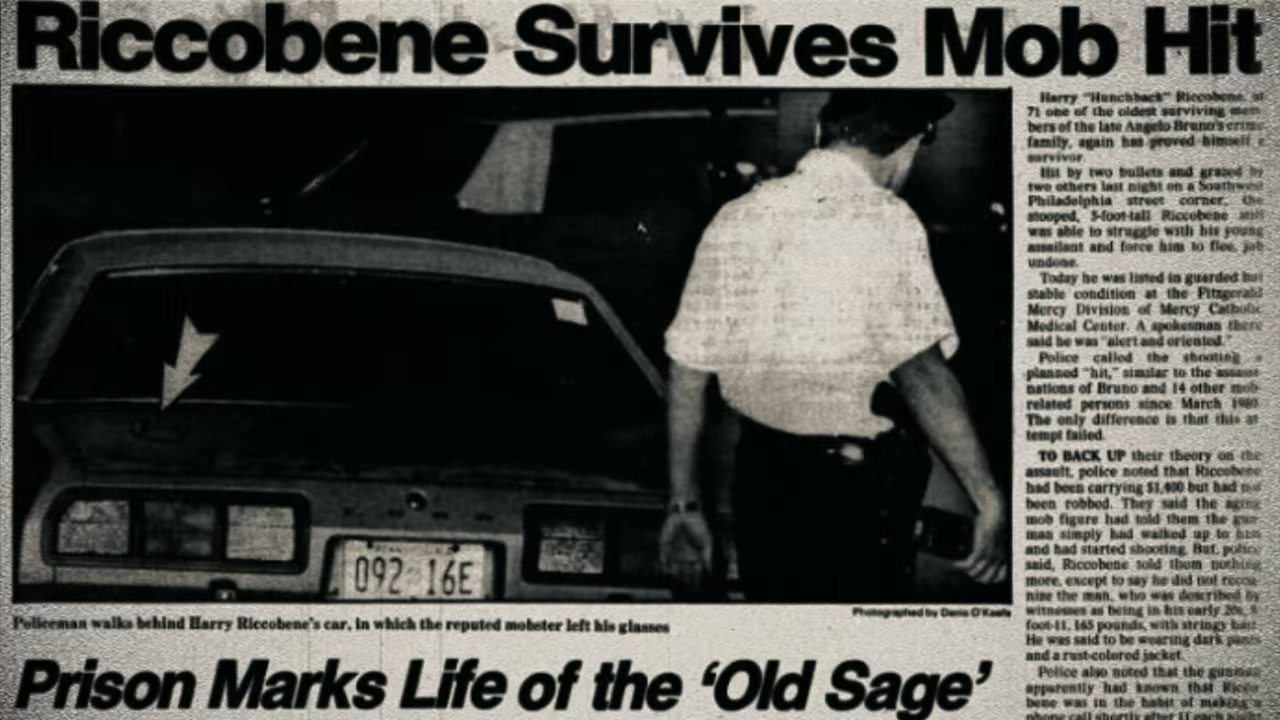 Riccobene Survives Mob Hit
092 16E
Photographed by Denis O'Keefe
Policeman walks behind Harry Riccobene's car, in which the reputed mobster left his glasses
Prison Marks Life of the 'Old Sage'
Harry "Hunchback" Riccobene, at
71 one of the oldest surviving mem-
bers of the late Angelo Bruno's crime
family, again has proved himself a
survivor.
Hit by two bullets and grazed by
two others last night on a Southwest
Philadelphia street corner, the
stooped, 5-foot-tall Riccobene still
was able to struggle with his young
assailant and force him to flee, job
undone.
Today he was listed in guarded but
stable condition at the Fitzgerald
Mercy Division of Mercy Catholic
Medical Center. A spokesman there
said he was "alert and oriented."
Police called the shooting a
planned "hit," similar to the assassi-
nations of Bruno and 14 other mob-
related persons since March 1980.
The only difference is that this at-
tempt failed.
TO BACK UP their theory on the
assault, police noted that Riccobene
had been carrying $1,400 but had not
been robbed. They said the aging
mob figure had told them the gun-
man simply had walked up to him
and had started shooting. But, police
said, Riccobene told them nothing
more, except to say he did not recog-
nize the man, who was described by
witnesses as being in his early 20s, 5-
foot-11, 165 pounds, with stringy hair.
He was said to be wearing dark pants
and a rust-colored jacket.
Police also noted that the gunman
apparently had known that Ricco-
bene was in the habit of making a
phone call shortly after 11